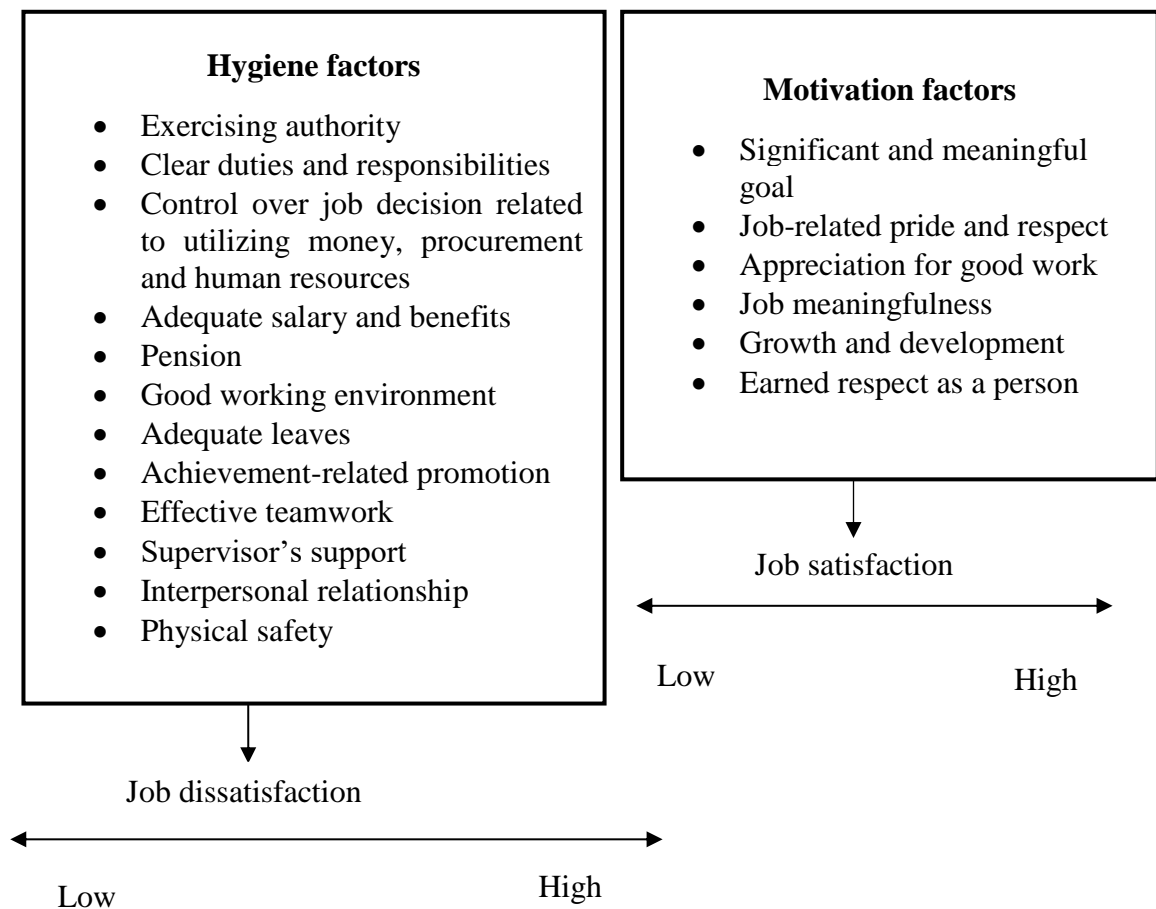 Hygiene factors
• Exercising authority
• Clear duties and responsibilities
• Control over job decision related
to utilizing money, procurement
and human resources
• Adequate salary and benefits
• Pension
• Good working environment
• Adequate leaves
• Achievement-related promotion
• Effective teamwork
• Supervisor’s support
• Interpersonal relationship
• Physical safety
Job dissatisfaction
Low
High
Motivation factors
• Significant and meaningful
goal
• Job-related pride and respect
• Appreciation for good work
• Job meaningfulness
• Growth and development
• Earned respect as a person
Job satisfaction
Low
High